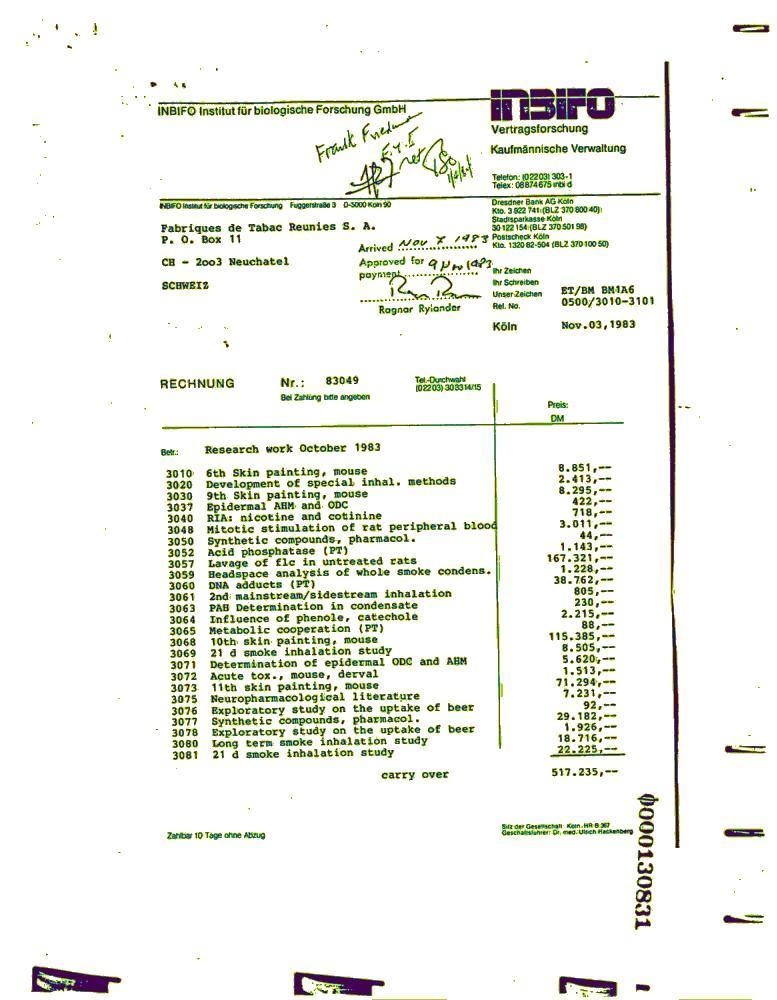 INBIFO Institut für biologische Forschung GmbH
INBIFO
Vertragsforschung
Kaufmännische Verwaltung
Frank
F.Y.I
Telefon: (02203) 303-1
Telex: 08874675 inbi d
INBIFO Institut für biologische Forschung Fuggerstraße 3 D-5000 Köln 90
Dresdner Bank AG Köln
Kto. 3 922 741 (BLZ 370 800 40)
Stadtsparkasse Köln
30 122 154 (BLZ 370 501 98)
Postscheck Köln
Kto. 1320 82-504 (BLZ 370 100 50)
Fabriques de Tabac Reunies S. A.
P. O. Box 11
CH - 2oo3 Neuchatel
SCHWEIZ
Arrived Nov 7 1983
Approved for 9 Nov 1983
payment
Ragnar Rylander
Ihr Zeichen
Ihr Schreiben
Unser Zeichen ET/BM BM1A6
Rel. No. 0500/3010-3101
Köln Nov.03,1983
RECHNUNG Nr.: 83049
Bei Zahlung bitte angeben
Tel.-Durchwahl
(02203) 303314/15
Preis:
DM
Betr.: Research work October 1983
3010 6th Skin painting, mouse 8.851,--
3020 Development of special inhal. methods 2.413,--
3030 9th Skin painting, mouse 8.295,--
3037 Epidermal AHM and ODC 422,--
3040 RIA: nicotine and cotinine 718,--
3048 Mitotic stimulation of rat peripheral blood 3.011,--
3050 Synthetic compounds, pharmacol. 44,--
3052 Acid phosphatase (PT) 1.143,--
3057 Lavage of flc in untreated rats 167.321,--
3059 Headspace analysis of whole smoke condens. 1.228,--
3060 DNA adducts (PT) 38.762,--
3061 2nd mainstream/sidestream inhalation 805,--
3063 PAH Determination in condensate 230,--
3064 Influence of phenole, catechole 2.215,--
3065 Metabolic cooperation (PT) 88,--
3068 10th skin painting, mouse 115.385,--
3069 21 d smoke inhalation study 8.505,--
3071 Determination of epidermal ODC and AHM 5.620,--
3072 Acute tox., mouse, derval 1.513,--
3073 11th skin painting, mouse 71.294,--
3075 Neuropharmacological literature 7.231,--
3076 Exploratory study on the uptake of beer 92,--
3077 Synthetic compounds, pharmacol. 29.182,--
3078 Exploratory study on the uptake of beer 1.926,--
3080 Long term smoke inhalation study 18.716,--
3081 21 d smoke inhalation study 22.225,--
carry over 517.235,--
Zahlbar 10 Tage ohne Abzug
Sitz der Gesellschaft: Köln, HR B 367
Geschäftsführer: Dr. med. Ulrich Hackenberg
0000130831